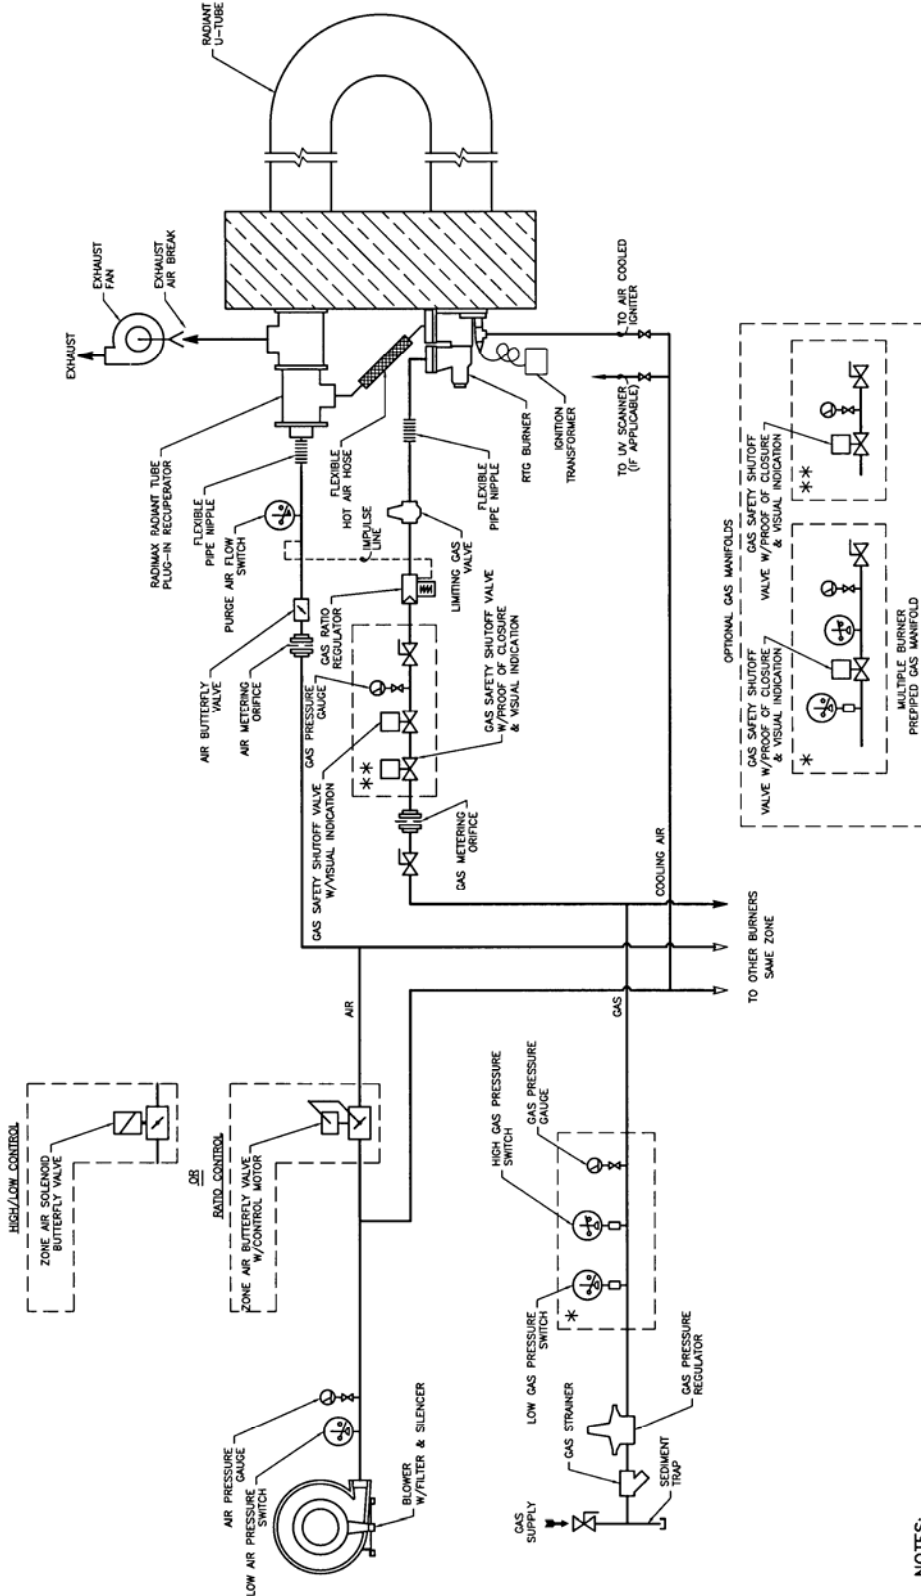 HIGH/LOW CONTROL
ZONE AIR SOLENOID
BUTTERFLY VALVE
OR
RATIO CONTROL
ZONE AIR BUTTERFLY VALVE
W/CONTROL MOTOR
AIR PRESSURE
GAUGE
LOW AIR PRESSURE
SWITCH
BLOWER
W/FILTER & SILENCER
AIR
EXHAUST
EXHAUST
FAN
EXHAUST
AIR BREAK
RADIANT
U-TUBE
RADIMAX RADIANT TUBE
PLUG-IN RECUPERATOR
FLEXIBLE
PIPE NIPPLE
PURGE AIR FLOW
SWITCH
AIR BUTTERFLY
VALVE
AIR METERING
ORIFICE
FLEXIBLE
HOT AIR HOSE
IMPULSE
LINE
GAS RATIO
REGULATOR
GAS PRESSURE
GAUGE
GAS SAFETY SHUTOFF VALVE
W/VISUAL INDICATION
**
LIMITING GAS
VALVE
GAS SAFETY SHUTOFF VALVE
W/PROOF OF CLOSURE
& VISUAL INDICATION
GAS METERING
ORIFICE
FLEXIBLE
PIPE NIPPLE
RTG BURNER
IGNITION
TRANSFORMER
TO UV SCANNER
(IF APPLICABLE)
TO AIR COOLED
IGNITER
COOLING AIR
GAS
TO OTHER BURNERS
SAME ZONE
GAS SUPPLY
GAS STRAINER
SEDIMENT
TRAP
GAS PRESSURE
REGULATOR
LOW GAS PRESSURE
SWITCH
*
HIGH GAS PRESSURE
SWITCH
GAS PRESSURE
GAUGE
OPTIONAL GAS MANIFOLDS
GAS SAFETY SHUTOFF
VALVE W/PROOF OF CLOSURE
& VISUAL INDICATION
*
MULTIPLE BURNER
PREPIPED GAS MANIFOLD
GAS SAFETY SHUTOFF
VALVE W/PROOF OF CLOSURE
& VISUAL INDICATION
**
NOTES: